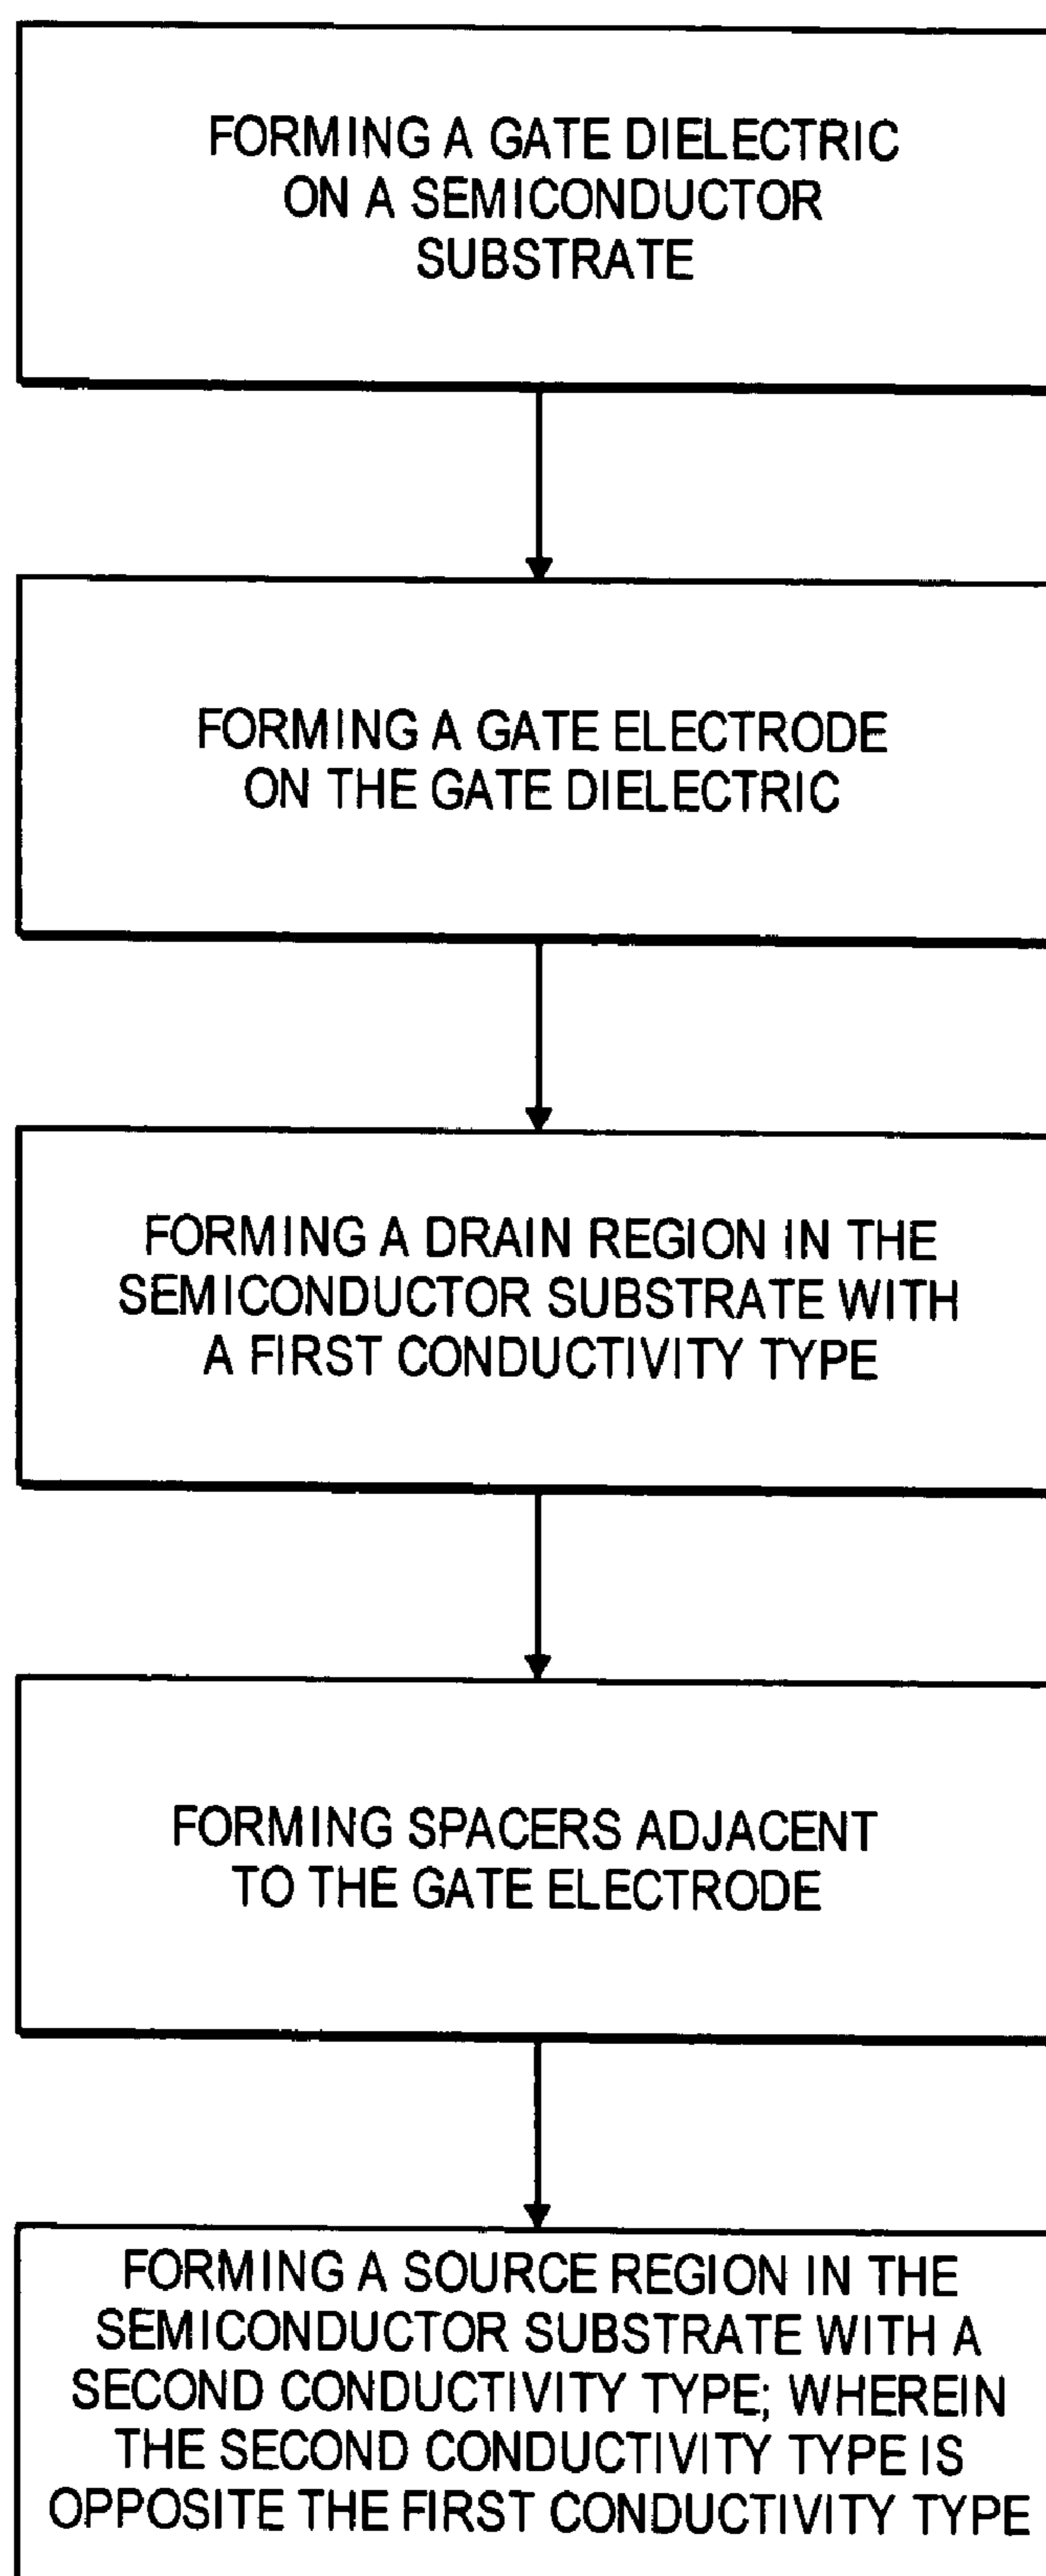 FORMING A GATE DIELECTRIC
ON A SEMICONDUCTOR
SUBSTRATE
FORMING A GATE ELECTRODE
ON THE GATE DIELECTRIC
FORMING A DRAIN REGION IN THE
SEMICONDUCTOR SUBSTRATE WITH
A FIRST CONDUCTIVITY TYPE
FORMING SPACERS ADJACENT
TO THE GATE ELECTRODE
FORMING A SOURCE REGION IN THE
SEMICONDUCTOR SUBSTRATE WITH A
SECOND CONDUCTIVITY TYPE; WHEREIN
THE SECOND CONDUCTIVITY TYPE IS
OPPOSITE THE FIRST CONDUCTIVITY TYPE